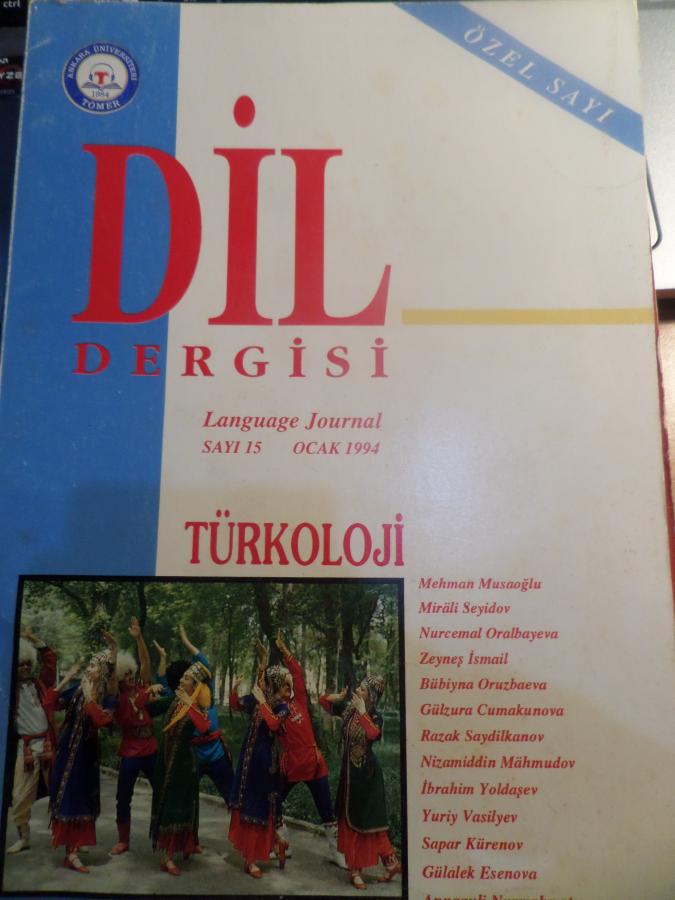 ctrl
ANKARA ÜNİVERSİTESİ
T
1984
TÖMER
ÖZEL SAYI
DİL
DERGİSİ
Language Journal
SAYI 15 OCAK 1994
TÜRKOLOJİ
Mehman Musaoğlu
Miräli Seyidov
Nurcemal Oralbayeva
Zeyneş İsmail
Bübiyna Oruzbaeva
Gülzura Cumakunova
Razak Saydilkanov
Nizamiddin Mähmudov
İbrahim Yoldaşev
Yuriy Vasilyev
Sapar Kürenov
Gülalek Esenova